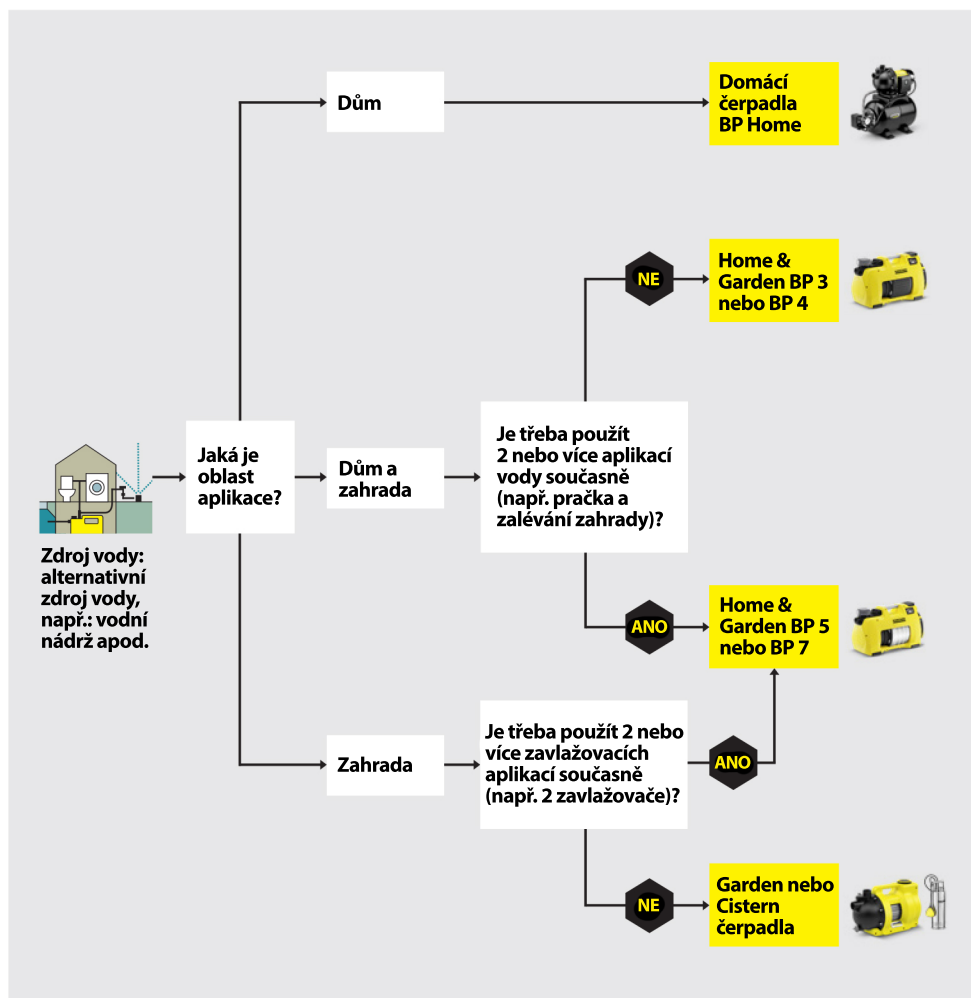 Dům
Domácí
čerpadla
BP Home
NE
Home &
Garden BP 3
nebo BP 4
Jaká je
oblast
aplikace?
Dům a
zahrada
Je třeba použít
2 nebo více aplikací
vody současně
(např. pračka a
zalévání zahrady)?
Zdroj vody:
alternativní
zdroj vody,
např.: vodní
nádrž apod.
ANO
Home &
Garden BP 5
nebo BP 7
Zahrada
Je třeba použít 2 nebo
více zavlažovacích
aplikací současně
(např. 2 zavlažovače)?
ANO
NE
Garden nebo
Cistern
čerpadla